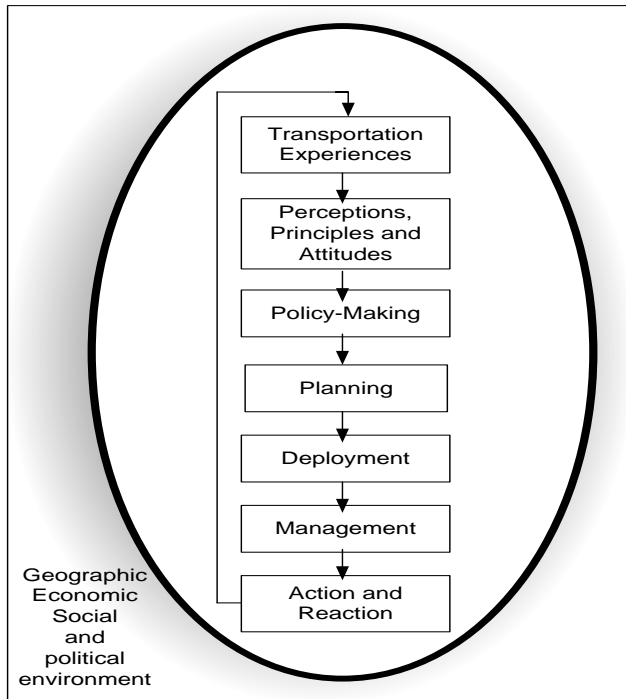 Transportation
Experiences
Perceptions,
Principles and
Attitudes
Policy-Making
Planning
Deployment
Management
Action and
Reaction
Geographic
Economic
Social
and
political
environment